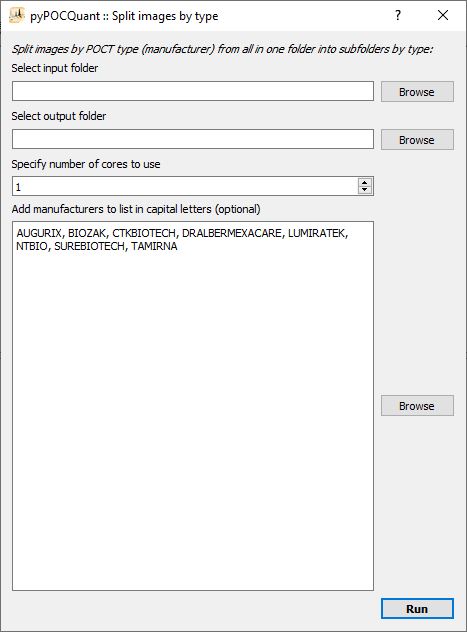 pyPOCQuant :: Split images by type
?
Split images by POCT type (manufacturer) from all in one folder into subfolders by type:
Select input folder
Browse
Select output folder
Browse
Specify number of cores to use
1
Add manufacturers to list in capital letters (optional)
AUGURIX, BIOZAK, CTKBIOTECH, DRALBERMEXACARE, LUMIRATEK,
NTBIO, SUREBIOTECH, TAMIRNA
Browse
Run